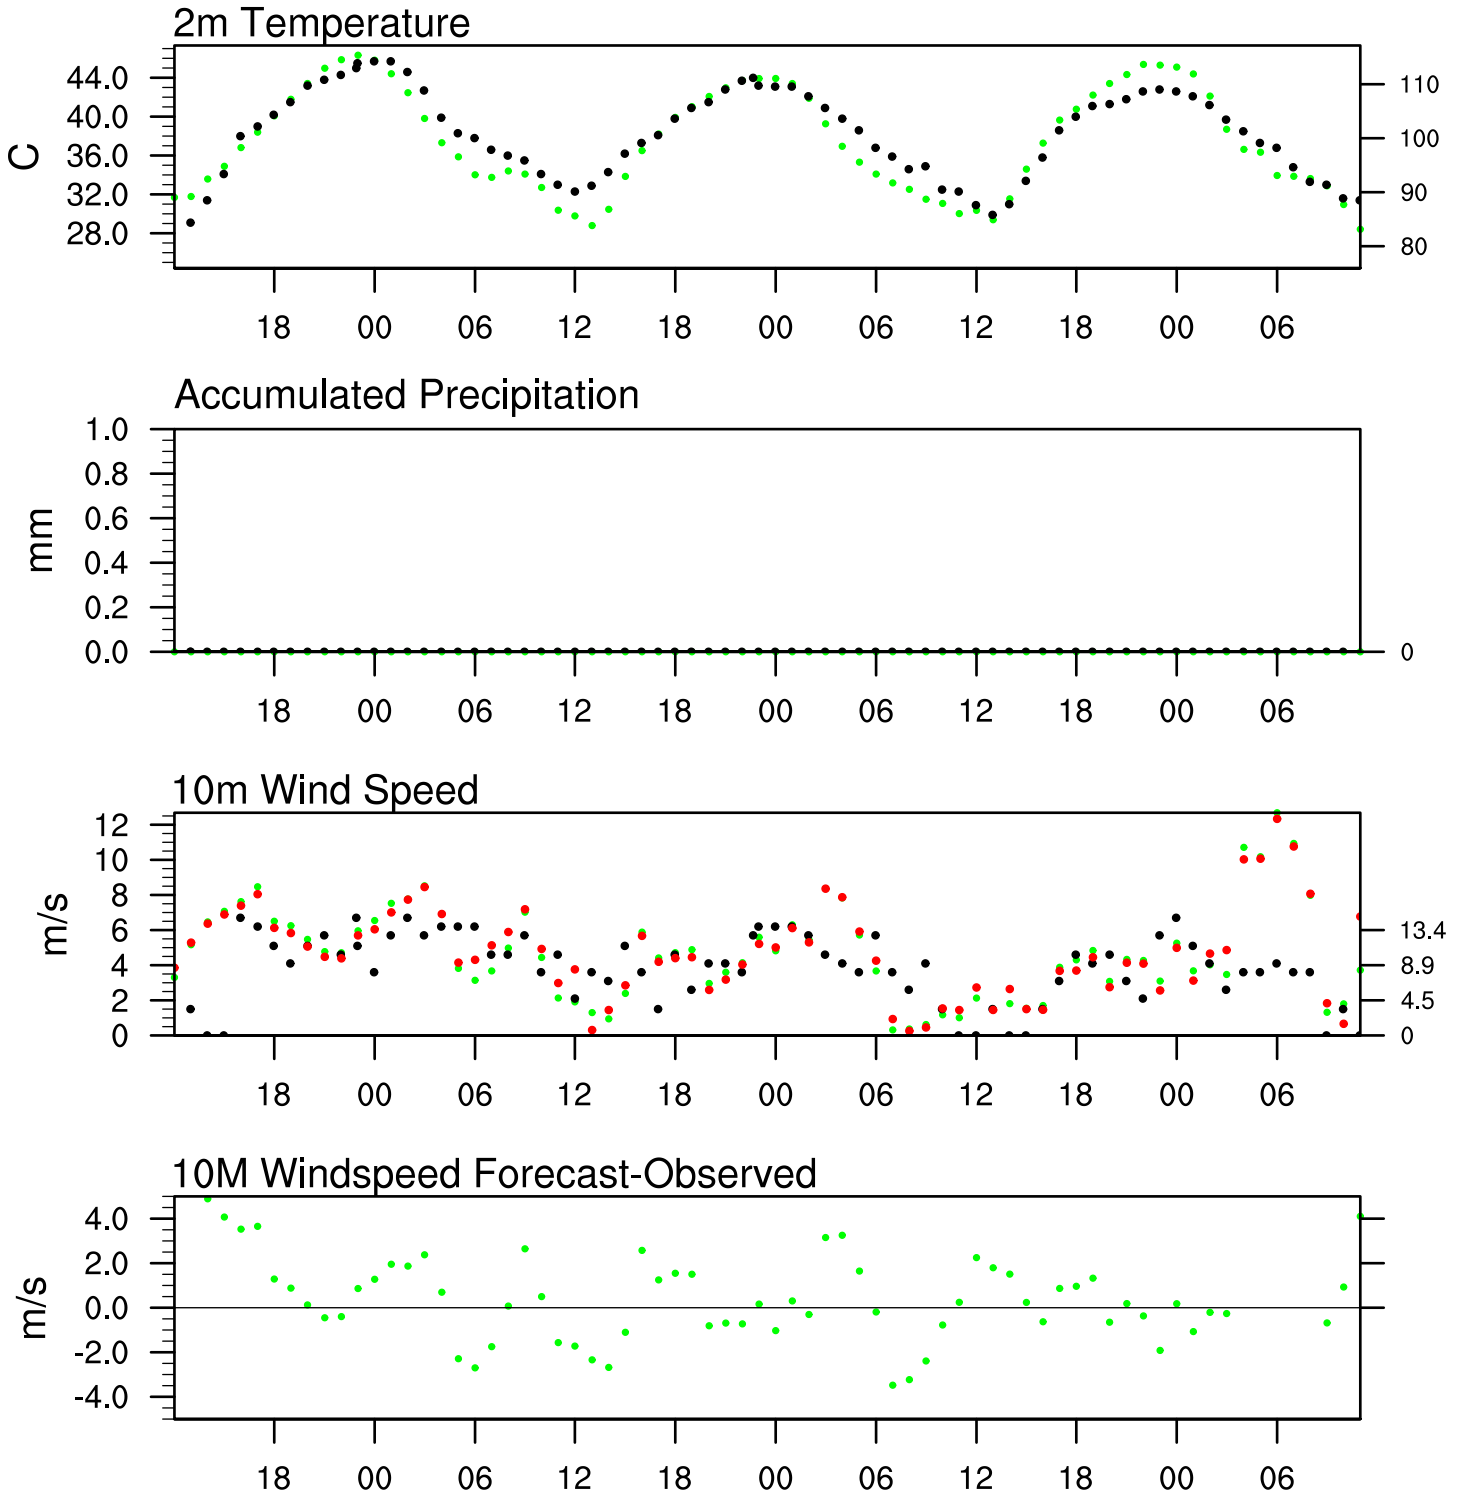 2m Temperature
44.0
40.0
36.0
32.0
28.0
C
110
100
90
80
18 00 06 12 18 00 06 12 18 00 06
Accumulated Precipitation
1.0
0.8
0.6
0.4
0.2
0.0
mm
0
18 00 06 12 18 00 06 12 18 00 06
10m Wind Speed
12
10
8
6
4
2
0
m/s
13.4
8.9
4.5
0
18 00 06 12 18 00 06 12 18 00 06
10M Windspeed Forecast-Observed
4.0
2.0
0.0
-2.0
-4.0
m/s
18 00 06 12 18 00 06 12 18 00 06